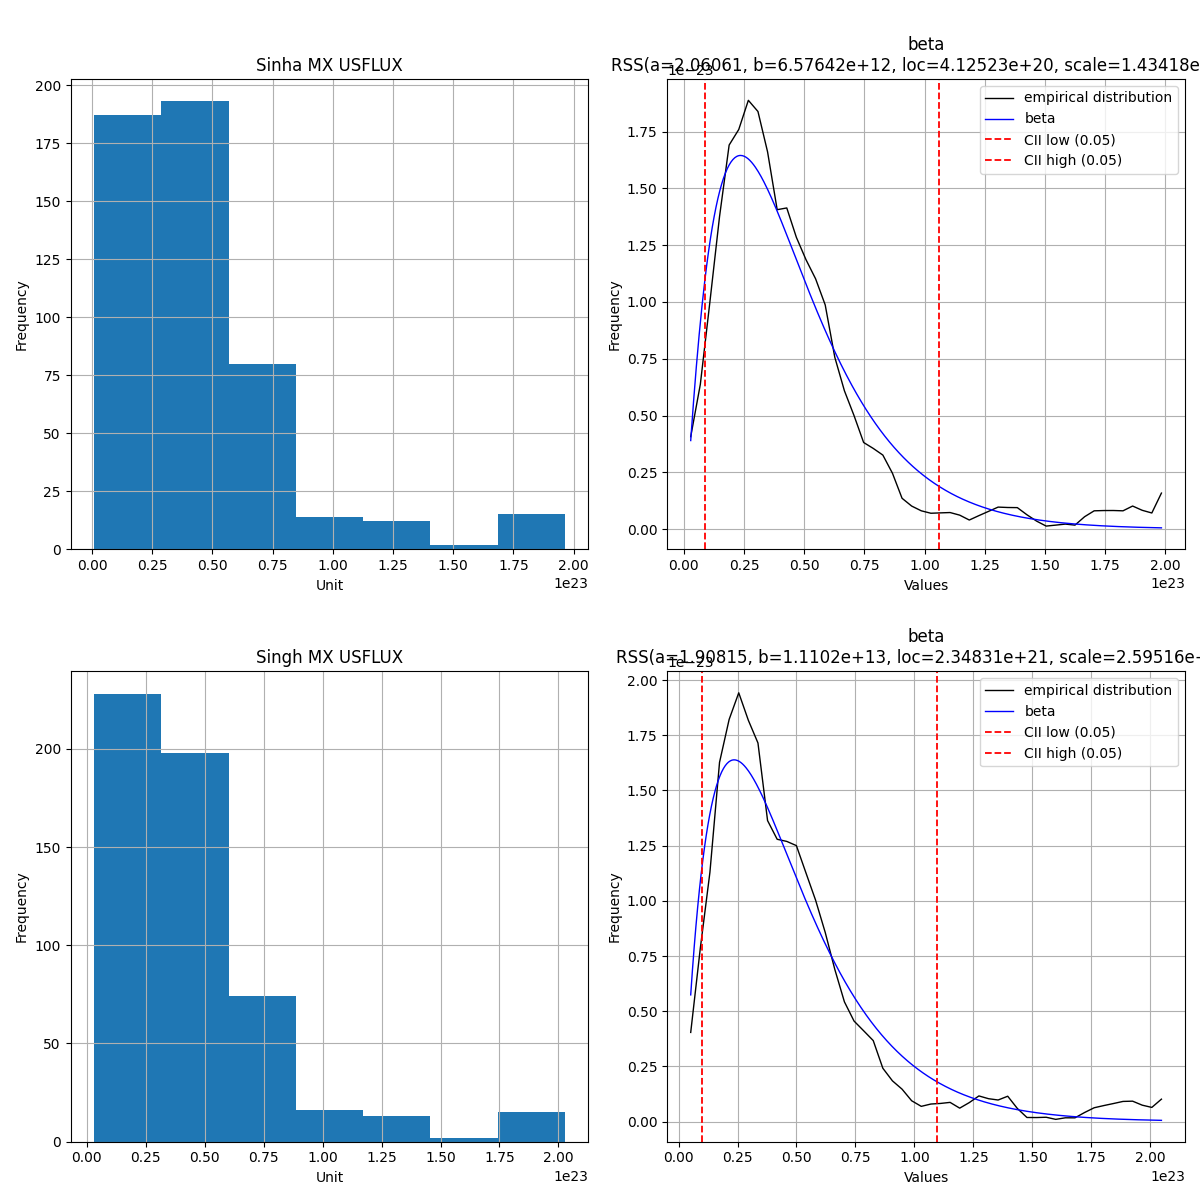 Sinha MX USFLUX
200
175
150
125
100
75
50
25
0
Frequency
0.00 0.25 0.50 0.75 1.00 1.25 1.50 1.75 2.00
1e23
Unit
beta
RSS(a=2.06061, b=6.57642e+12, loc=4.12523e+20, scale=1.43418e
1e−23
empirical distribution
beta
CII low (0.05)
CII high (0.05)
1.75
1.50
1.25
1.00
0.75
0.50
0.25
0.00
Frequency
0.00 0.25 0.50 0.75 1.00 1.25 1.50 1.75 2.00
1e23
Values
Singh MX USFLUX
200
150
100
50
0
Frequency
0.00 0.25 0.50 0.75 1.00 1.25 1.50 1.75 2.00
1e23
Unit
beta
RSS(a=1.90815, b=1.1102e+13, loc=2.34831e+21, scale=2.59516e+
1e−23
empirical distribution
beta
CII low (0.05)
CII high (0.05)
2.00
1.75
1.50
1.25
1.00
0.75
0.50
0.25
0.00
Frequency
0.00 0.25 0.50 0.75 1.00 1.25 1.50 1.75 2.00
1e23
Values